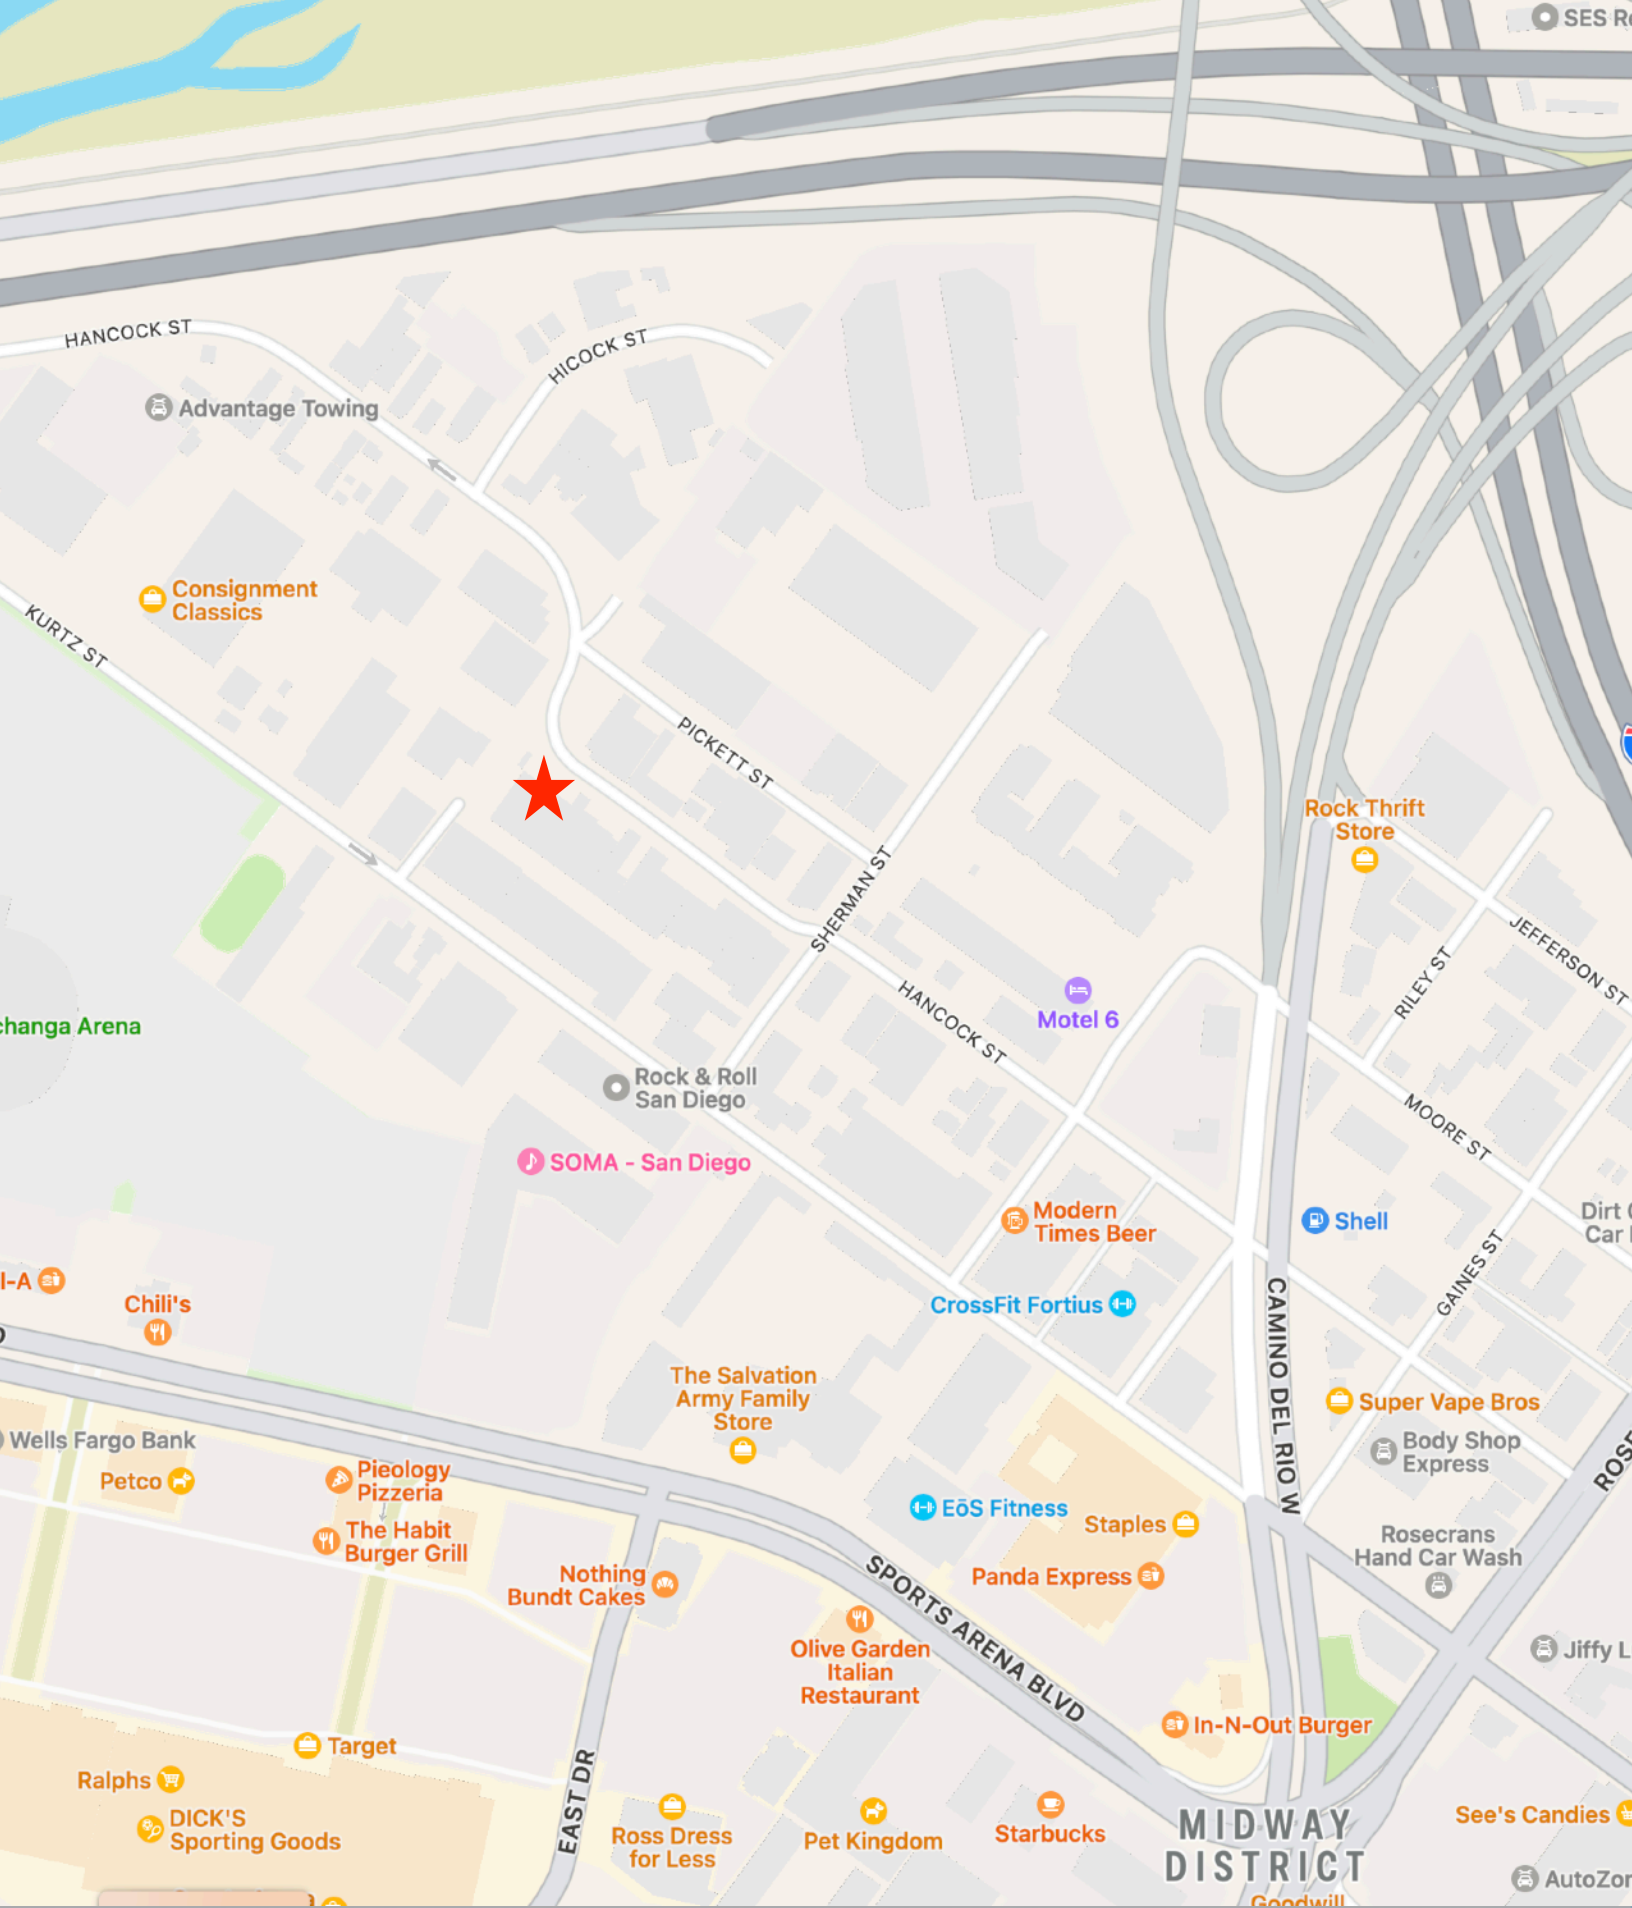 SES Re
HANCOCK ST
HICOCK ST
Advantage Towing
Consignment
Classics
KURTZ ST
PICKETT ST
SHERMAN ST
Rock Thrift
Store
JEFFERSON ST
RILEY ST
changa Arena
HANCOCK ST
Motel 6
Rock & Roll
San Diego
MOORE ST
SOMA - San Diego
Modern
Times Beer
Shell
Dirt
Car
GAINES ST
l-A
Chili's
CrossFit Fortius
CAMINO DEL RIO W
The Salvation
Army Family
Store
Super Vape Bros
Body Shop
Express
ROSE
Wells Fargo Bank
Petco
Pieology
Pizzeria
EōS Fitness
Staples
The Habit
Burger Grill
Rosecrans
Hand Car Wash
Nothing
Bundt Cakes
Panda Express
SPORTS ARENA BLVD
Olive Garden
Italian
Restaurant
Jiffy L
In-N-Out Burger
Target
Ralphs
DICK'S
Sporting Goods
EAST DR
Ross Dress
for Less
Pet Kingdom
Starbucks
MIDWAY
DISTRICT
See's Candies
AutoZo
Goodwill